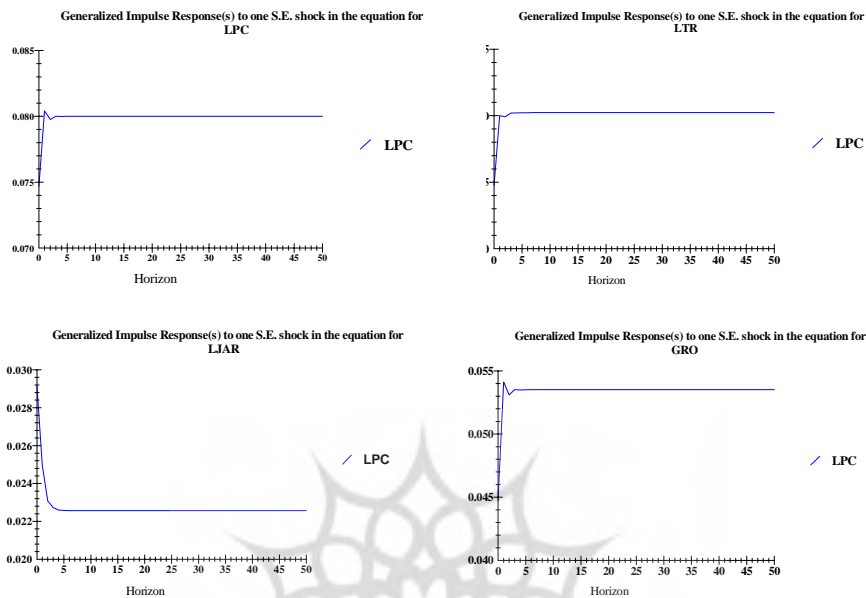 Generalized Impulse Response(s) to one S.E. shock in the equation for
LPC
0.085
0.080
0.075
0.070
0 5 10 15 20 25 30 35 40 45 50
Horizon
LPC
Generalized Impulse Response(s) to one S.E. shock in the equation for
LTR
0 5 10 15 20 25 30 35 40 45 50
Horizon
LPC
Generalized Impulse Response(s) to one S.E. shock in the equation for
LJAR
0.030
0.028
0.026
0.024
0.022
0.020
0 5 10 15 20 25 30 35 40 45 50
Horizon
LPC
Generalized Impulse Response(s) to one S.E. shock in the equation for
GRO
0.055
0.050
0.045
0.040
0 5 10 15 20 25 30 35 40 45 50
Horizon
LPC